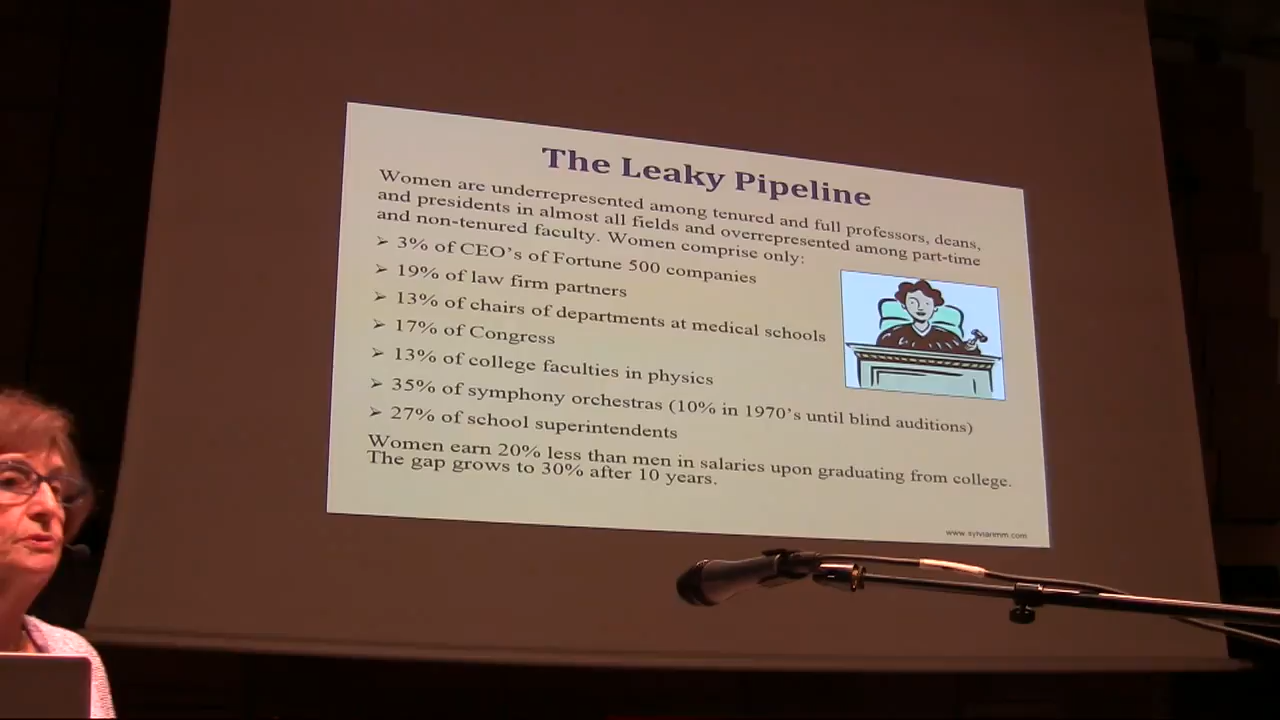 The Leaky Pipeline
Women are underrepresented among tenured and full professors, deans,
and presidents in almost all fields and overrepresented among part-time
and non-tenured faculty. Women comprise only:
➢ 3% of CEO's of Fortune 500 companies
➢ 19% of law firm partners
➢ 13% of chairs of departments at medical schools
➢ 17% of Congress
➢ 13% of college faculties in physics
➢ 35% of symphony orchestras (10% in 1970's until blind auditions)
➢ 27% of school superintendents
Women earn 20% less than men in salaries upon graduating from college.
The gap grows to 30% after 10 years.